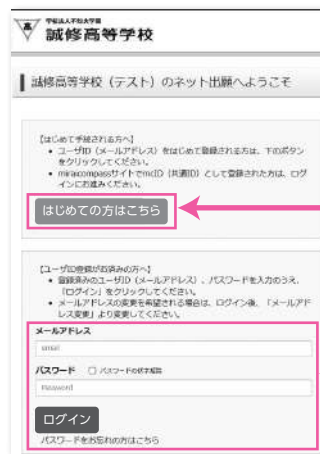 学校法人不知火学園
誠修高等学校
誠修高等学校（テスト）のネット出願へようこそ
【はじめて手続される方へ】
• ユーザID（メールアドレス）をはじめて登録される方は、下のボタン
をクリックしてください。
• miraicompassサイトでmcID（共通ID）として登録された方は、ログ
インにお進みください。
はじめての方はこちら
【ユーザID登録がお済みの方へ】
• 登録済みのユーザID（メールアドレス）、パスワードを入力のうえ、
「ログイン」をクリックしてください。
• メールアドレスの変更を希望される場合は、ログイン後、「メールアド
レス変更」より変更してください。
メールアドレス
email
パスワード □ パスワードの伏字解除
Password
ログイン
パスワードをお忘れの方はこちら